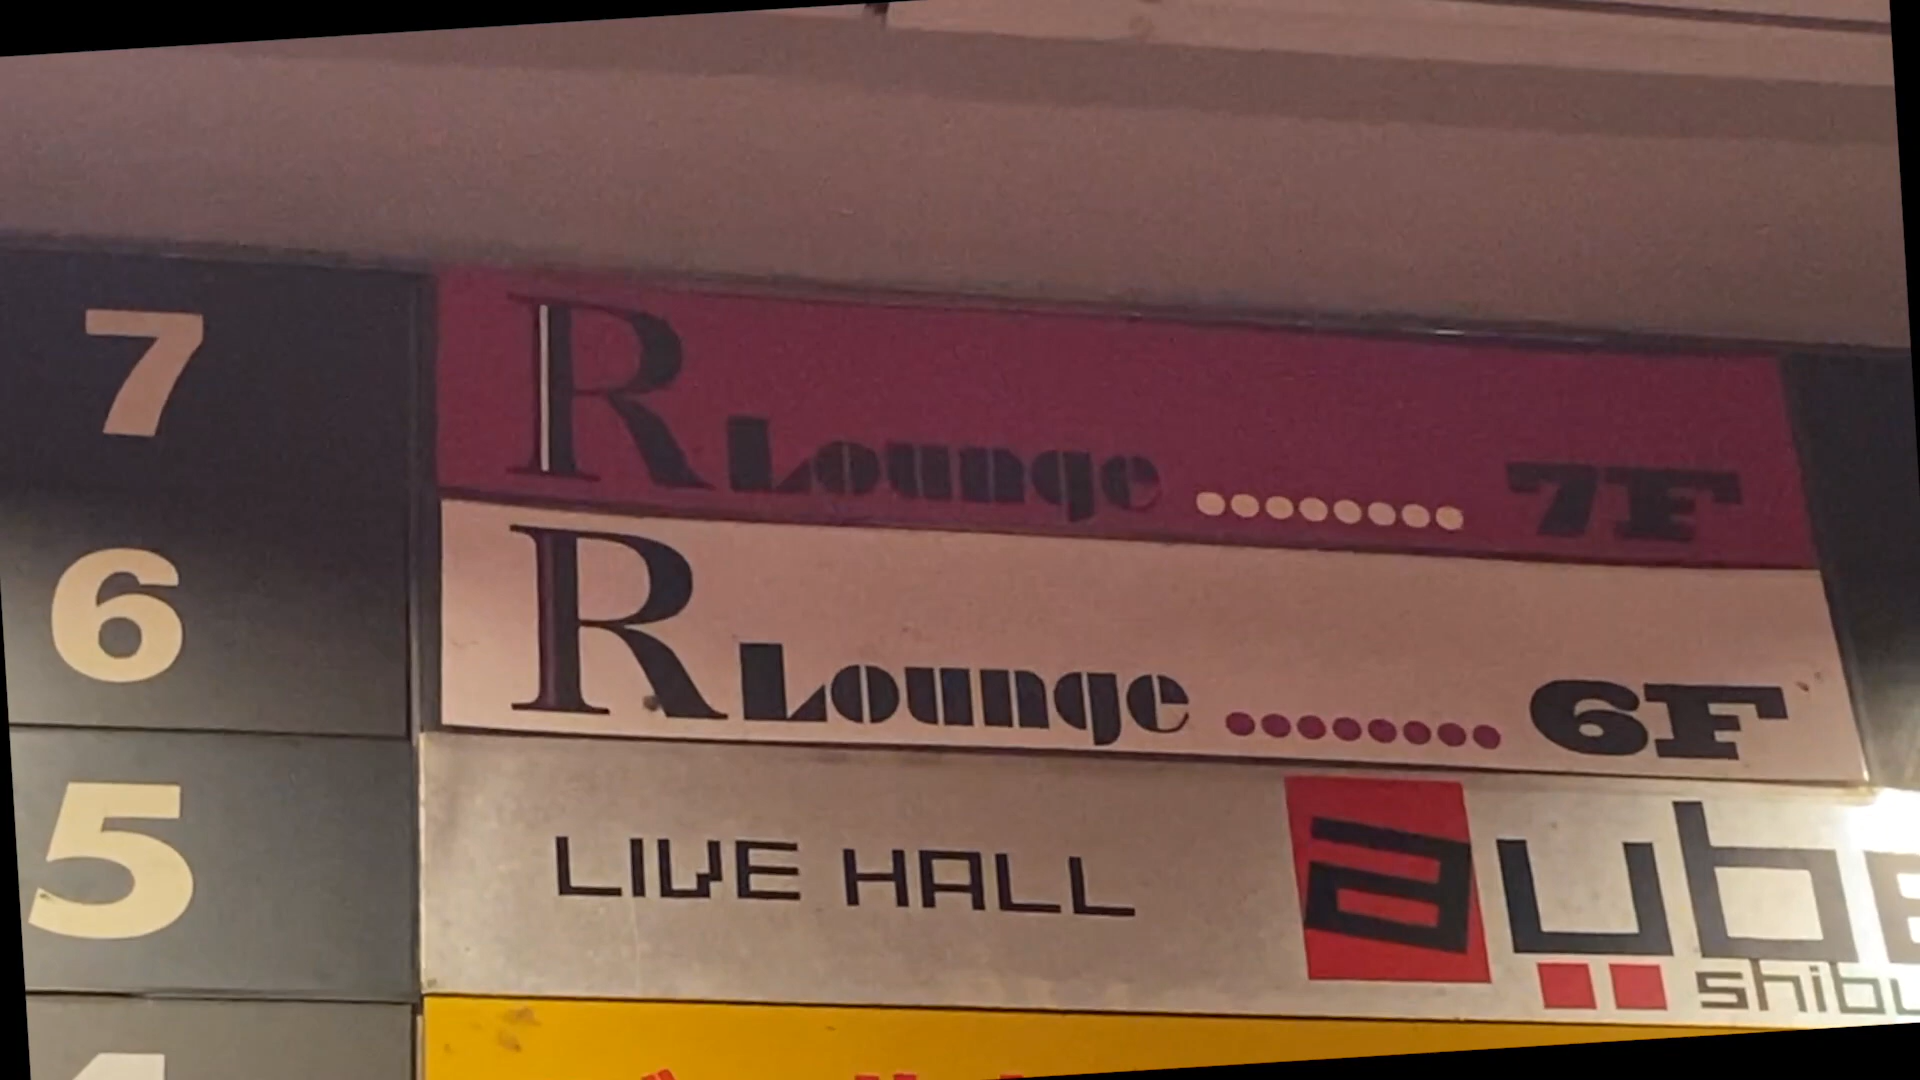 7 R Lounge ........ 7F
6 R Lounge ........ 6F
5 LIVE HALL aube
shibu